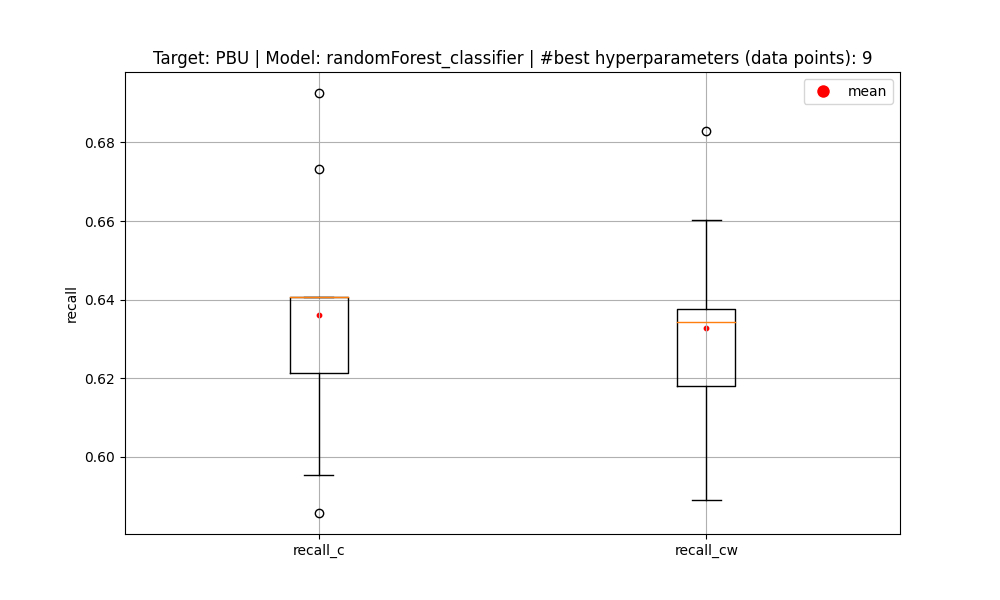 Target: PBU | Model: randomForest_classifier | #best hyperparameters (data points): 9
mean
0.68
0.66
0.64
0.62
0.60
recall
recall_c
recall_cw